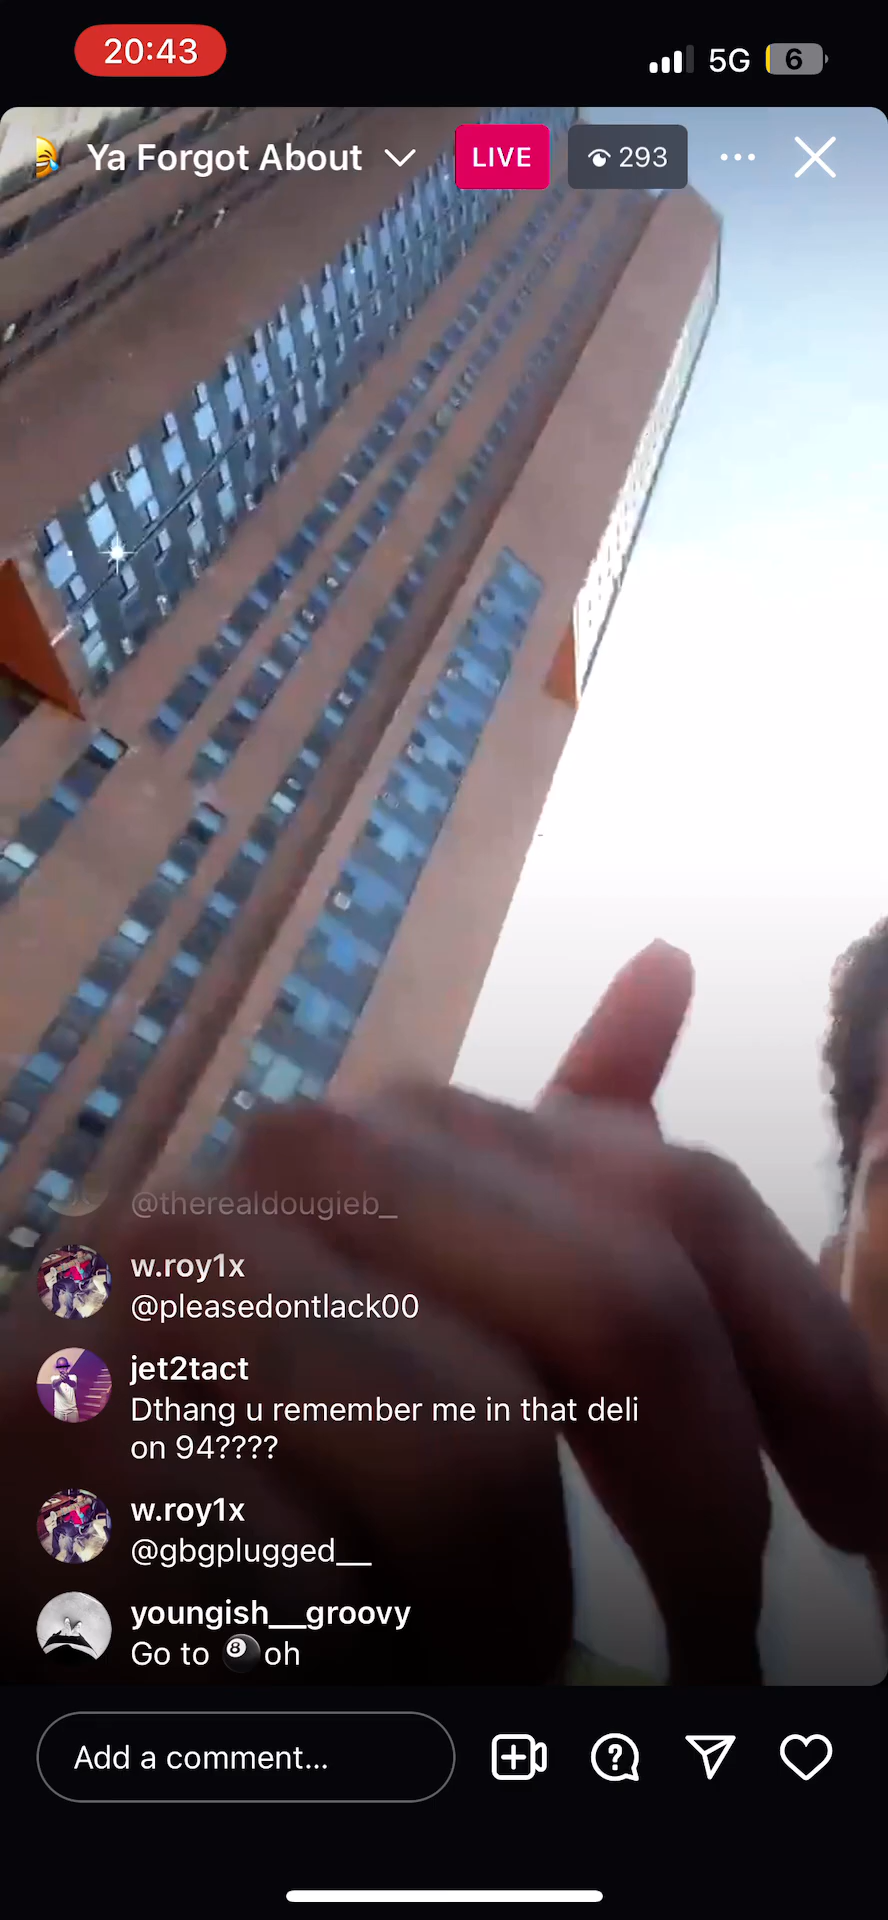 20:43
5G
6
Ya Forgot About
LIVE
293
@therealdougieb_
w.roy1x
@pleasedontlack00
jet2tact
Dthang u remember me in that deli
on 94????
w.roy1x
@gbgplugged__
youngish__groovy
Go to 🎱oh
Add a comment...